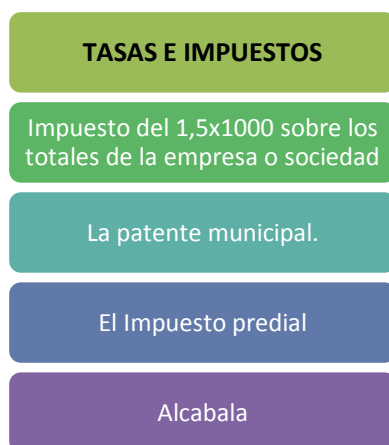 TASAS E IMPUESTOS
Impuesto del 1,5x1000 sobre los
totales de la empresa o sociedad
La patente municipal.
El Impuesto predial
Alcabala